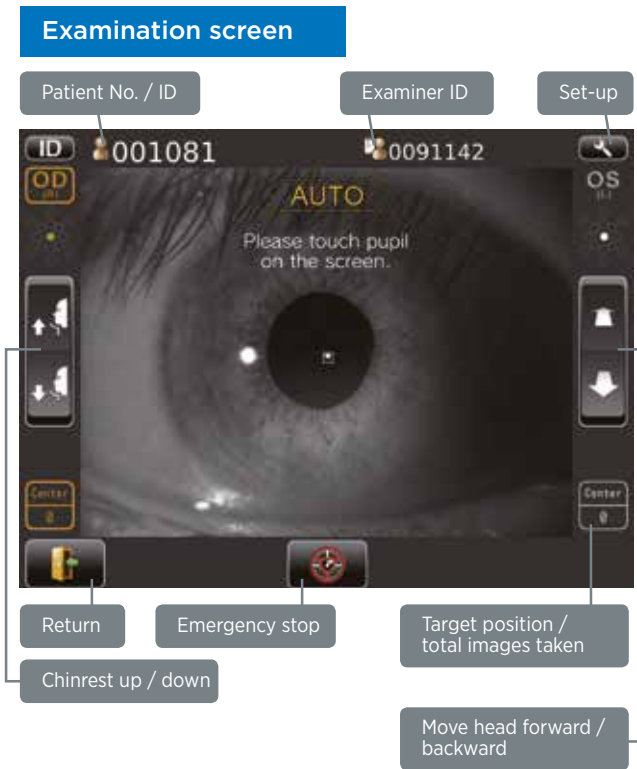 Examination screen
Patient No. / ID
Examiner ID
Set-up
ID
001081
0091142
OD
OS
AUTO
Please touch pupil
on the screen.
Center
0
Center
0
Return
Emergency stop
Target position /
total images taken
Chinrest up / down
Move head forward /
backward